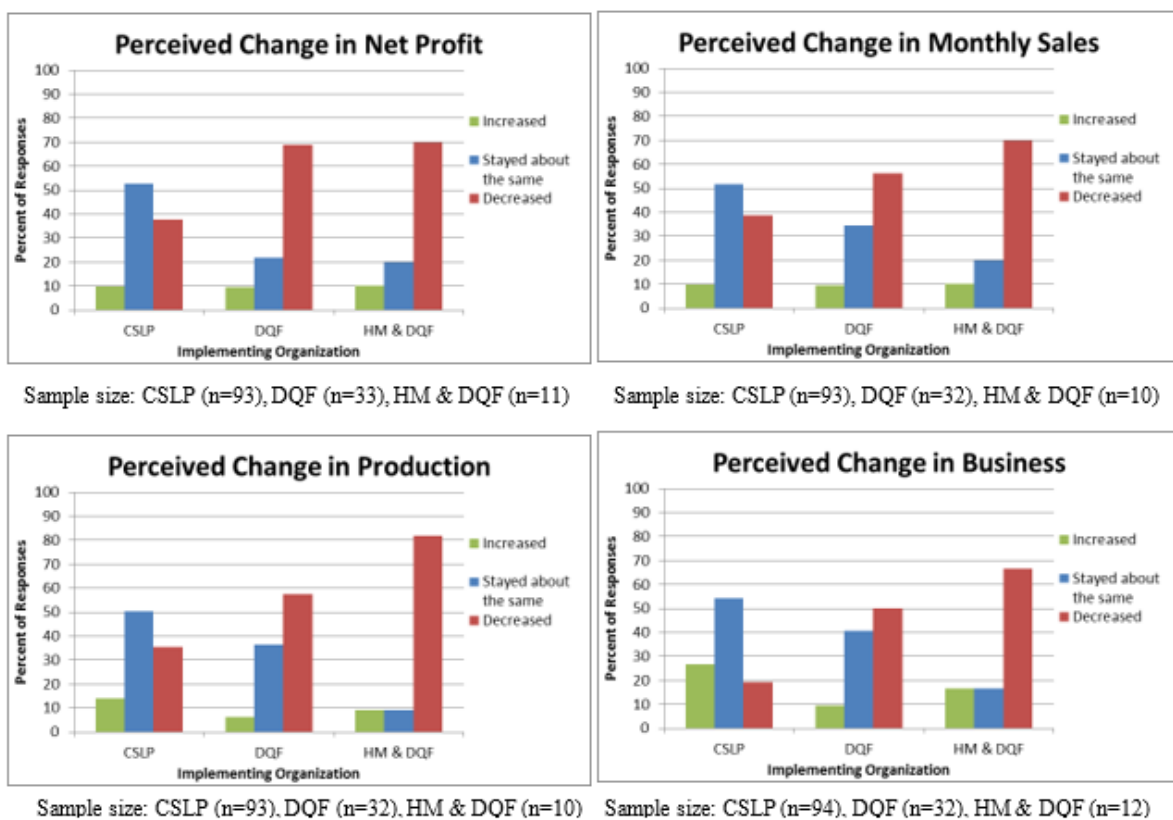 Perceived Change in Net Profit
Percent of Responses
100
90
80
70
60
50
40
30
20
10
0
CSLP
DQF
HM & DQF
Implementing Organization
Increased
Stayed about
the same
Decreased
Sample size: CSLP (n=93), DQF (n=33), HM & DQF (n=11)
Perceived Change in Monthly Sales
Percent of Responses
100
90
80
70
60
50
40
30
20
10
0
CSLP
DQF
HM & DQF
Implementing Organization
Increased
Stayed about
the same
Decreased
Sample size: CSLP (n=93), DQF (n=32), HM & DQF (n=10)
Perceived Change in Production
Percent of Responses
100
90
80
70
60
50
40
30
20
10
0
CSLP
DQF
HM & DQF
Implementing Organization
Increased
Stayed about
the same
Decreased
Sample size: CSLP (n=93), DQF (n=32), HM & DQF (n=10)
Perceived Change in Business
Percent of Responses
100
90
80
70
60
50
40
30
20
10
0
CSLP
DQF
HM & DQF
Implementing Organization
Increased
Stayed about
the same
Decreased
Sample size: CSLP (n=94), DQF (n=32), HM & DQF (n=12)